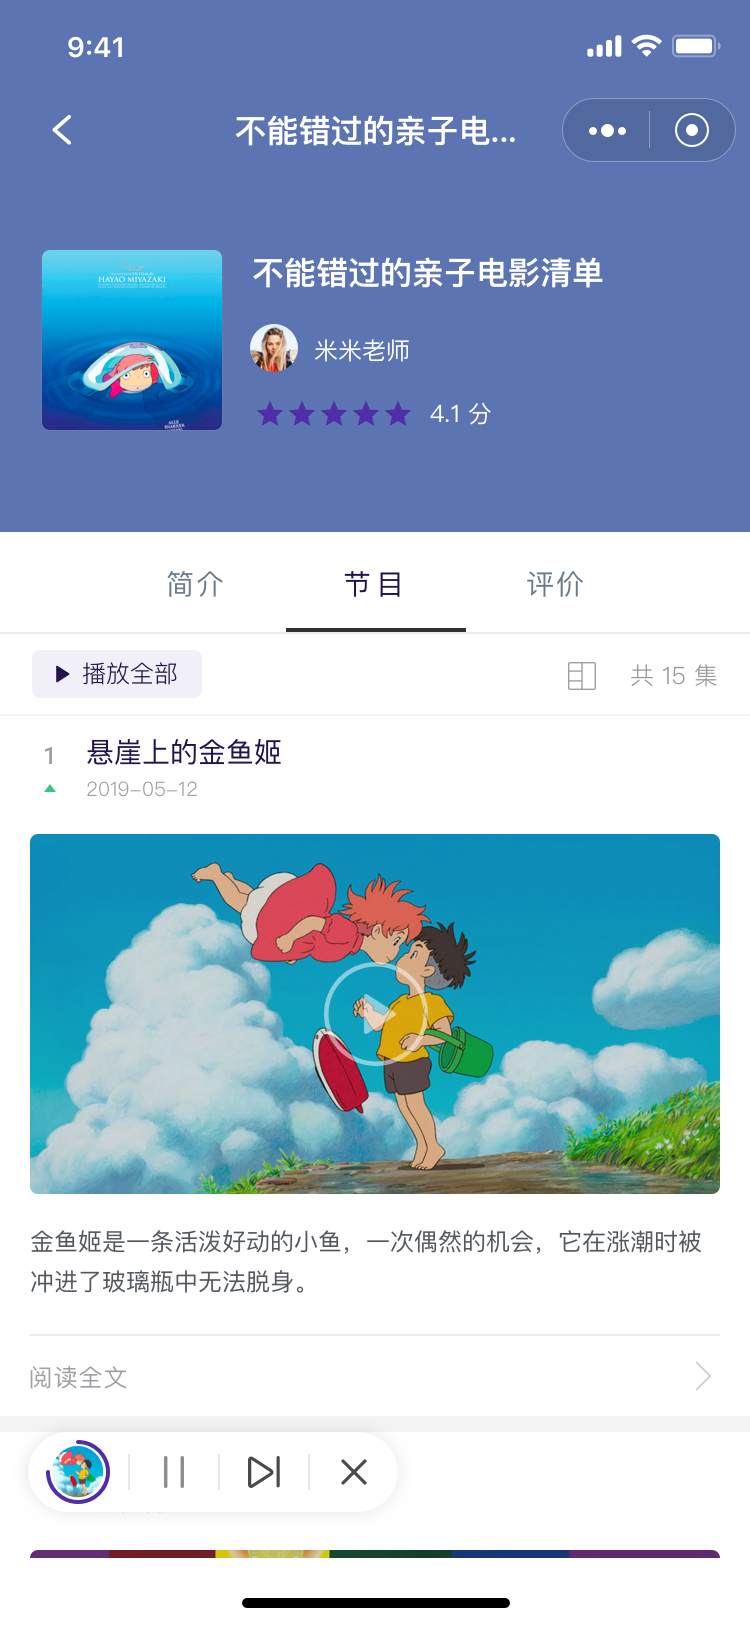 9:41
不能错过的亲子电...
HAYAO MIYAZAKI
不能错过的亲子电影清单
米米老师
4.1 分
简介
节目
评价
播放全部
共 15 集
1
悬崖上的金鱼姬
2019-05-12
金鱼姬是一条活泼好动的小鱼，一次偶然的机会，它在涨潮时被
冲进了玻璃瓶中无法脱身。
阅读全文